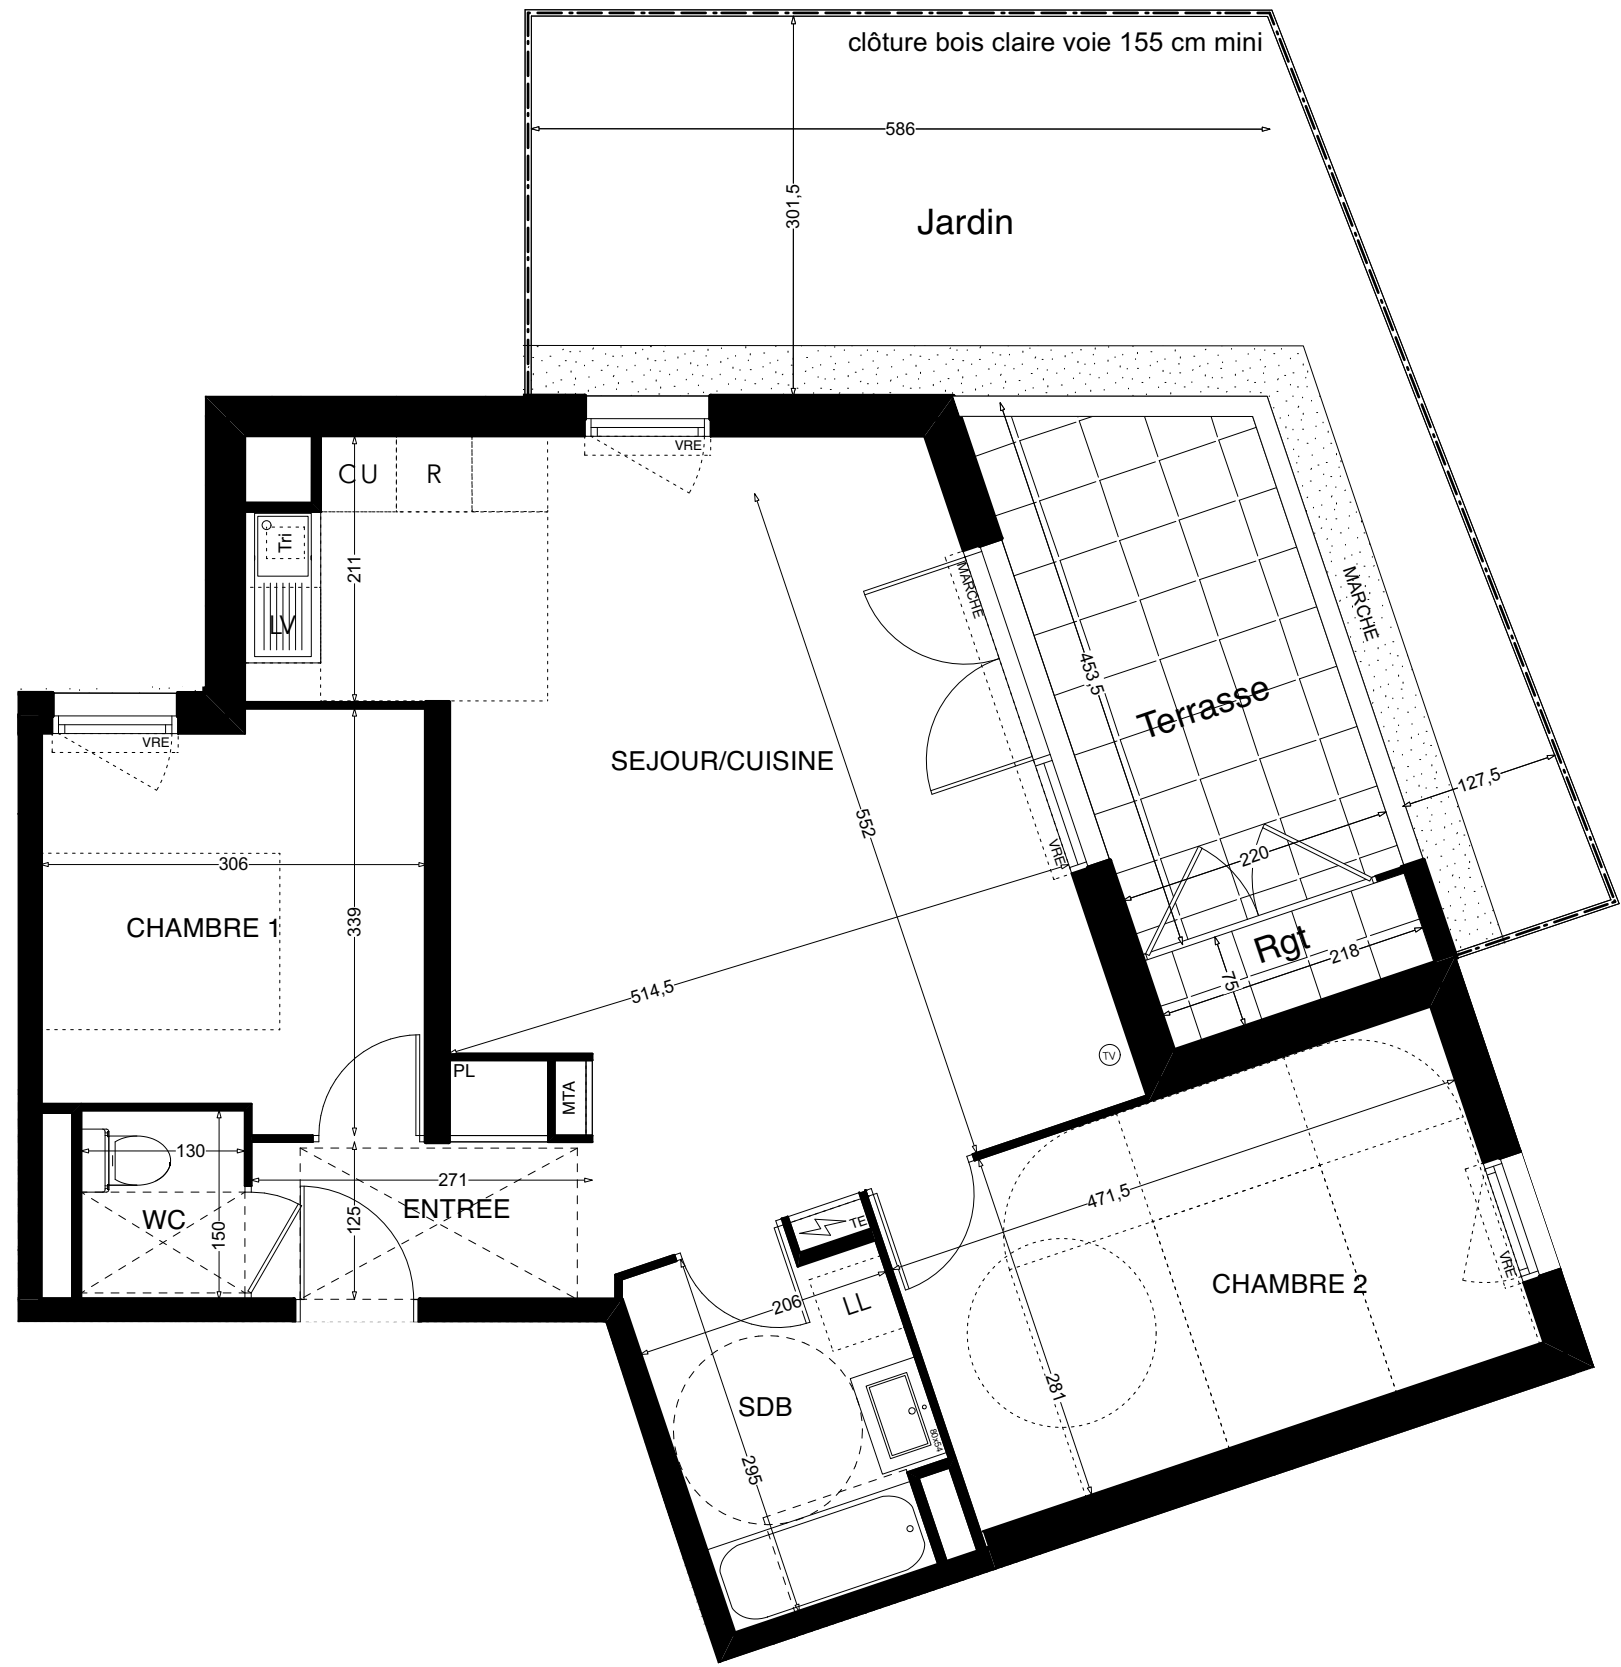 clôture bois claire voie 155 cm mini
586
301,5
Jardin
VRE
CU
R
Tri
211
LV
MARCHE
MARCHE
453,5
Terrasse
VRE
SEJOUR/CUISINE
127,5
552
VRE
220
306
CHAMBRE 1
339
Rgt
218
75
514,5
TV
PL
MTA
130
271
471,5
WC
150
125
ENTREE
TE
VRE
CHAMBRE 2
206
LL
281
SDB
80x54
295